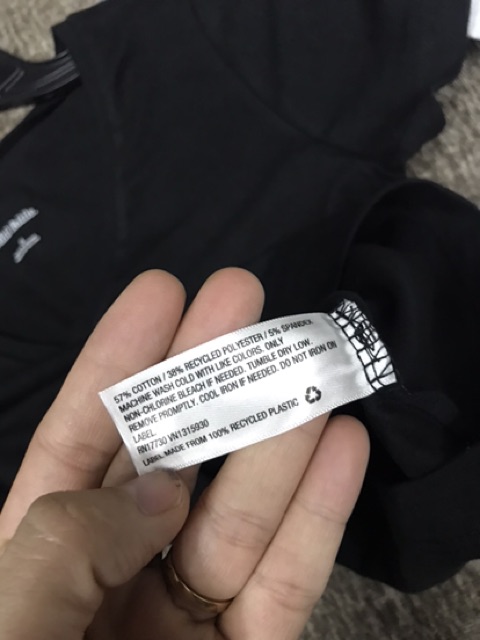 57% COTTON / 38% RECYCLED POLYESTER / 5% SPANDEX
MACHINE WASH COLD WITH LIKE COLORS. ONLY
NON-CHLORINE BLEACH IF NEEDED. TUMBLE DRY LOW.
REMOVE PROMPTLY. COOL IRON IF NEEDED. DO NOT IRON ON
LABEL
RN17730 VN1315930
LABEL MADE FROM 100% RECYCLED PLASTIC